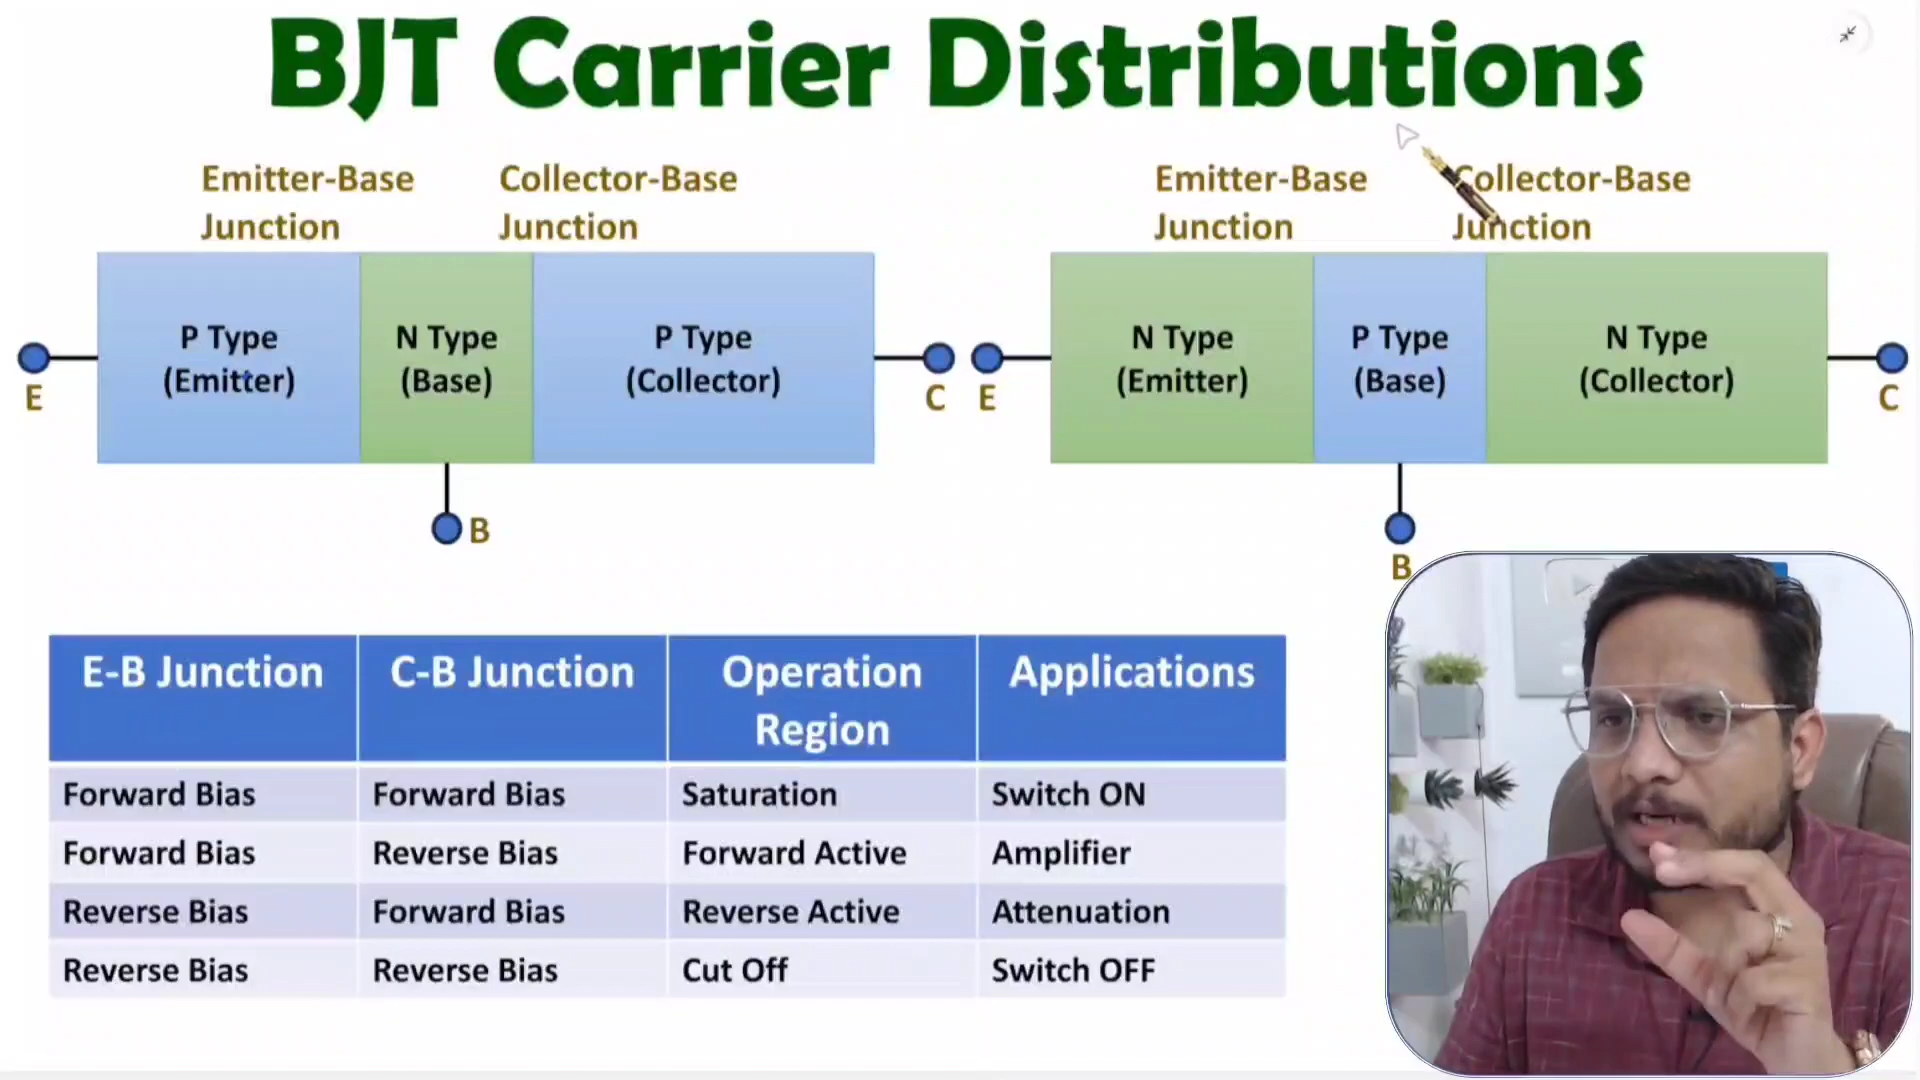 BJT Carrier Distributions
Emitter-Base
Junction
Collector-Base
Junction
P Type
(Emitter)
N Type
(Base)
P Type
(Collector)
E
C
B
Emitter-Base
Junction
Collector-Base
Junction
N Type
(Emitter)
P Type
(Base)
N Type
(Collector)
E
C
B
E-B Junction C-B Junction Operation Region Applications
Forward Bias Forward Bias Saturation Switch ON
Forward Bias Reverse Bias Forward Active Amplifier
Reverse Bias Forward Bias Reverse Active Attenuation
Reverse Bias Reverse Bias Cut Off Switch OFF